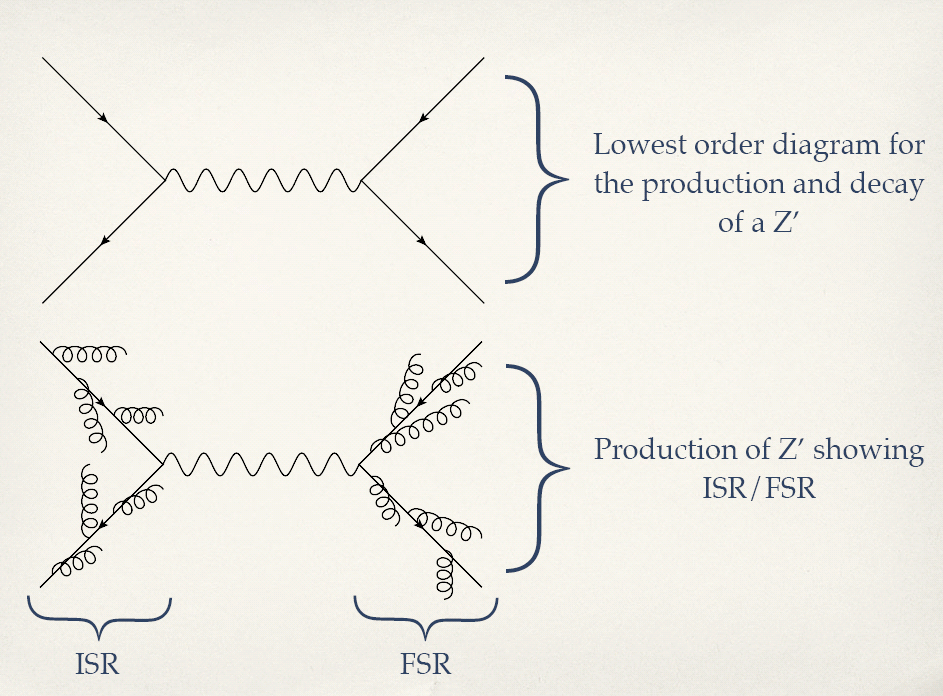 Lowest order diagram for
the production and decay
of a Z’
Production of Z’ showing
ISR/FSR
ISR
FSR